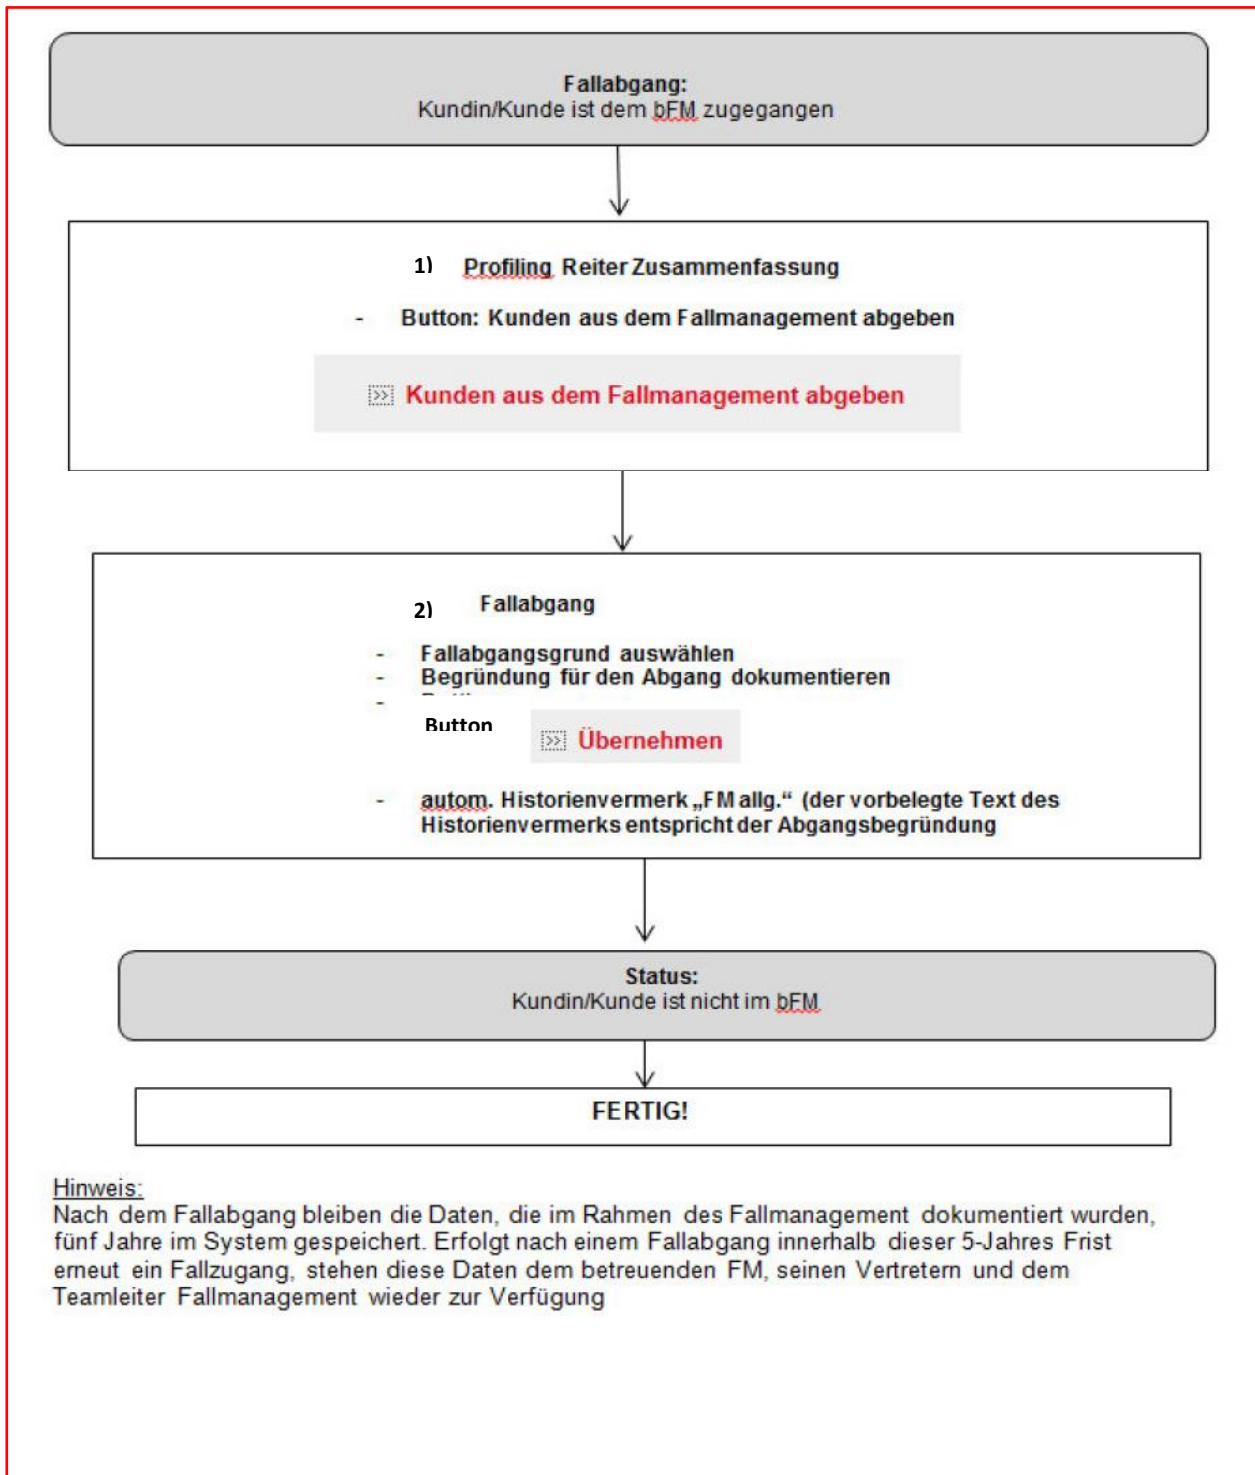 Fallabgang:
Kundin/Kunde ist dem bFM zugegangen
1) Profiling Reiter Zusammenfassung
- Button: Kunden aus dem Fallmanagement abgeben
>> Kunden aus dem Fallmanagement abgeben
2) Fallabgang
- Fallabgangsgrund auswählen
- Begründung für den Abgang dokumentieren
-
Button >> Übernehmen
- autom. Historienvermerk „FM allg.“ (der vorbelegte Text des
Historienvermerks entspricht der Abgangsbegründung
Status:
Kundin/Kunde ist nicht im bFM
FERTIG!
Hinweis:
Nach dem Fallabgang bleiben die Daten, die im Rahmen des Fallmanagement dokumentiert wurden,
fünf Jahre im System gespeichert. Erfolgt nach einem Fallabgang innerhalb dieser 5-Jahres Frist
erneut ein Fallzugang, stehen diese Daten dem betreuenden FM, seinen Vertretern und dem
Teamleiter Fallmanagement wieder zur Verfügung